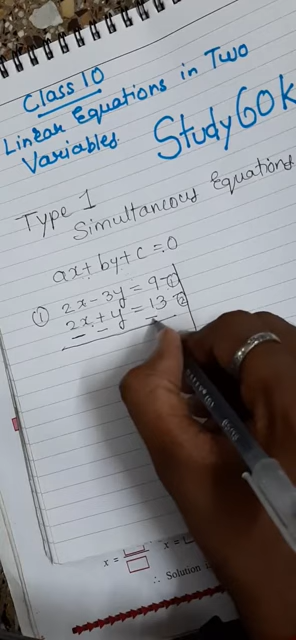 Class 10
Linear Equations in Two
Variables
Study60k
Type 1
Simultaneous Equations
ax + by + c = 0
① 2x - 3y = 9 - ①
2x + y = 13 - ②
- - -
x = x =
∴ Solution